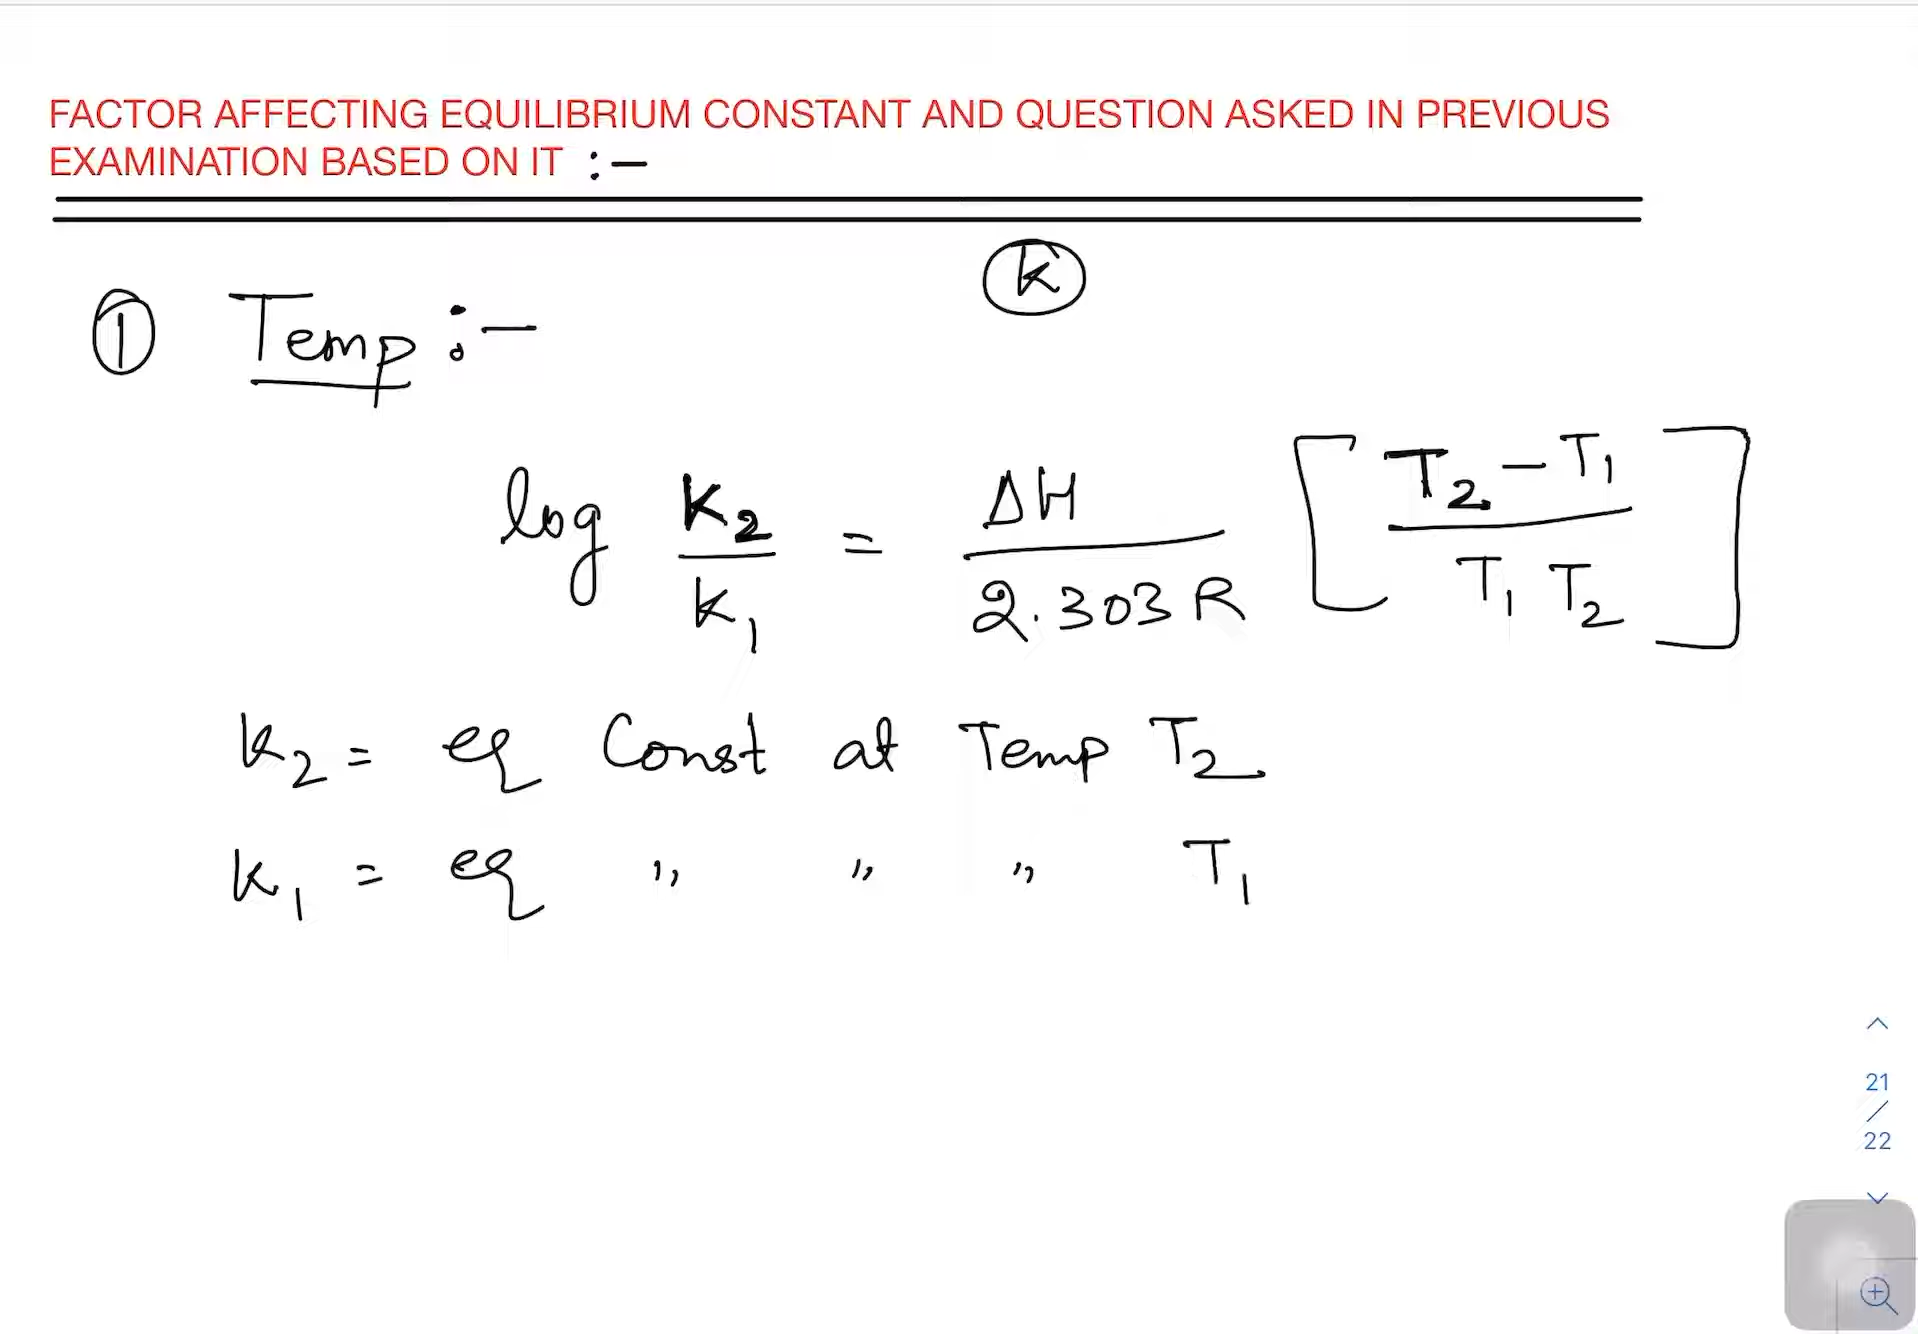 FACTOR AFFECTING EQUILIBRIUM CONSTANT AND QUESTION ASKED IN PREVIOUS
EXAMINATION BASED ON IT :—
K
① Temp :—
log K₂/K₁ = ΔH/2.303 R [T₂ – T₁/T₁ T₂]
K₂ = eq Const at Temp T₂
K₁ = eq ,, ,, ,, T₁
21
/
22